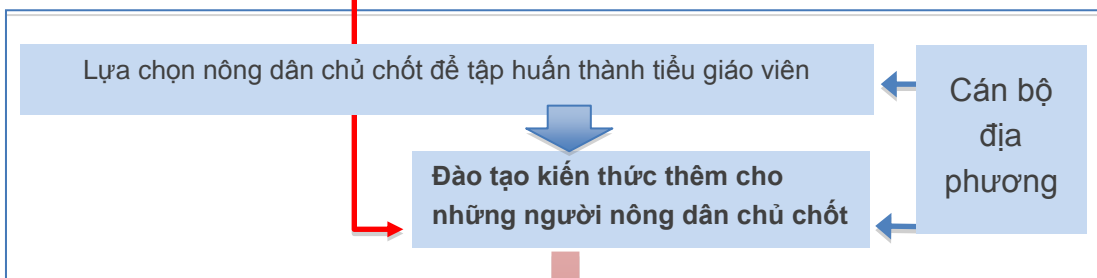 Lựa chọn nông dân chủ chốt để tập huấn thành tiểu giáo viên
Cán bộ
địa
phương
Đào tạo kiến thức thêm cho
những người nông dân chủ chốt